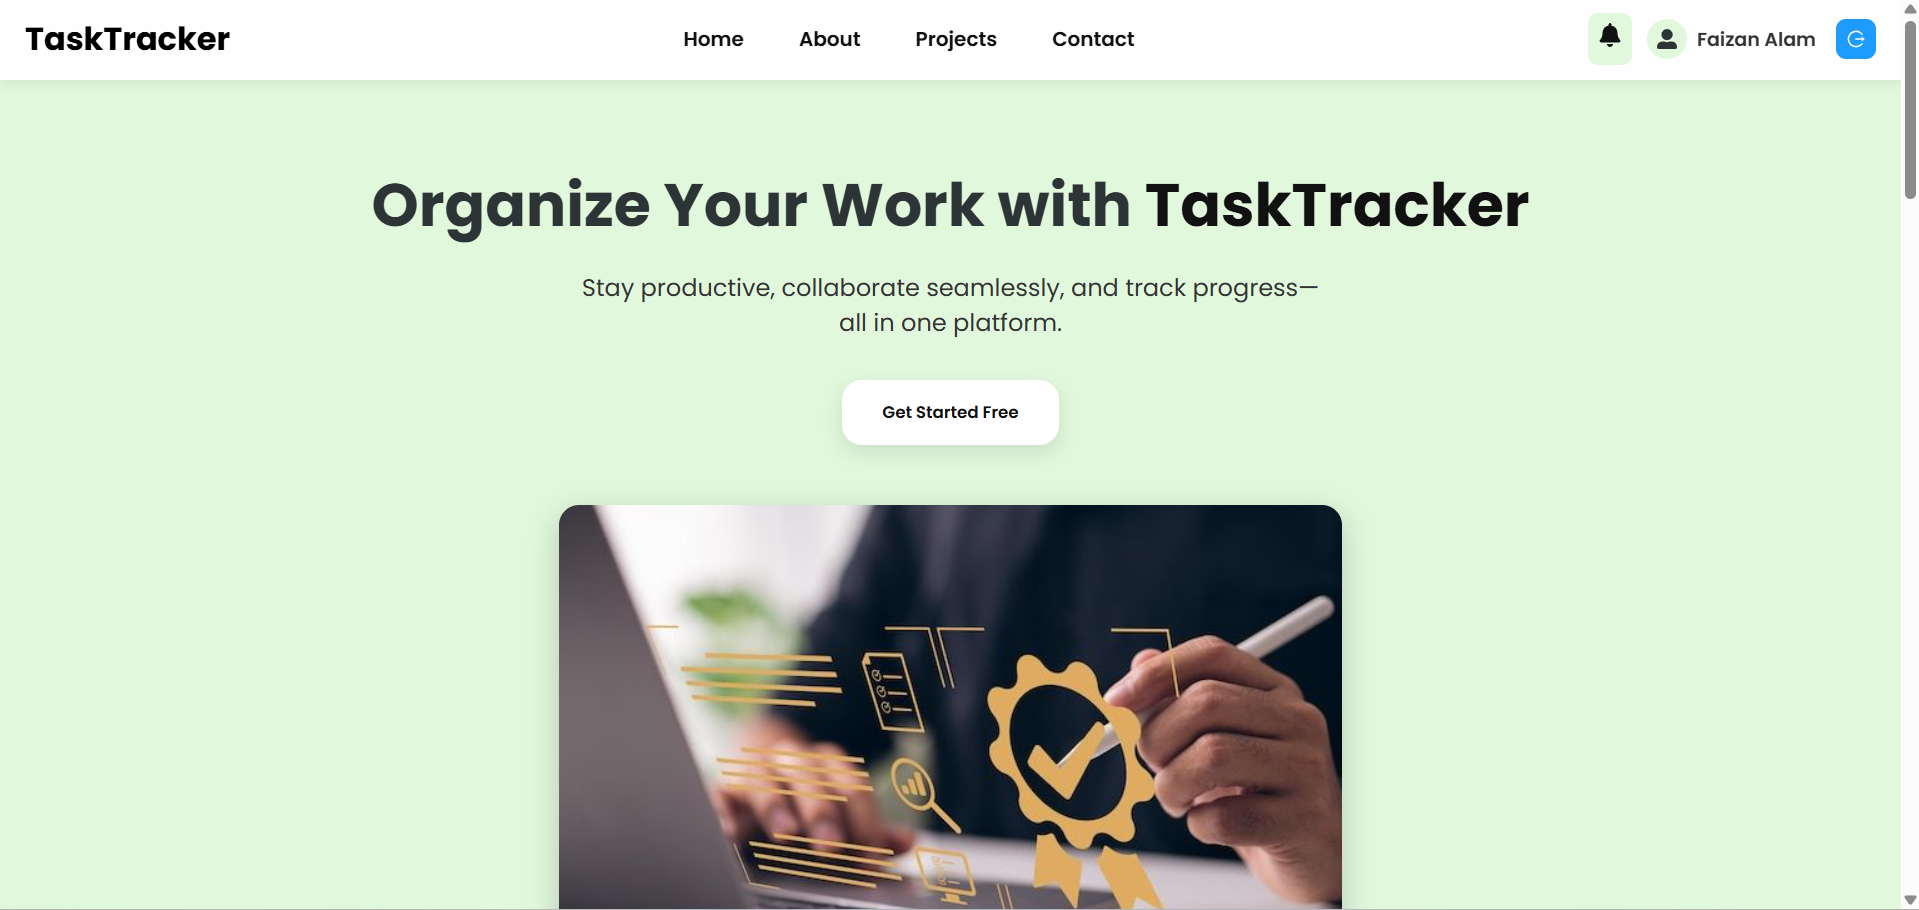 TaskTracker
Home
About
Projects
Contact
Faizan Alam
Organize Your Work with TaskTracker
Stay productive, collaborate seamlessly, and track progress—
all in one platform.
Get Started Free